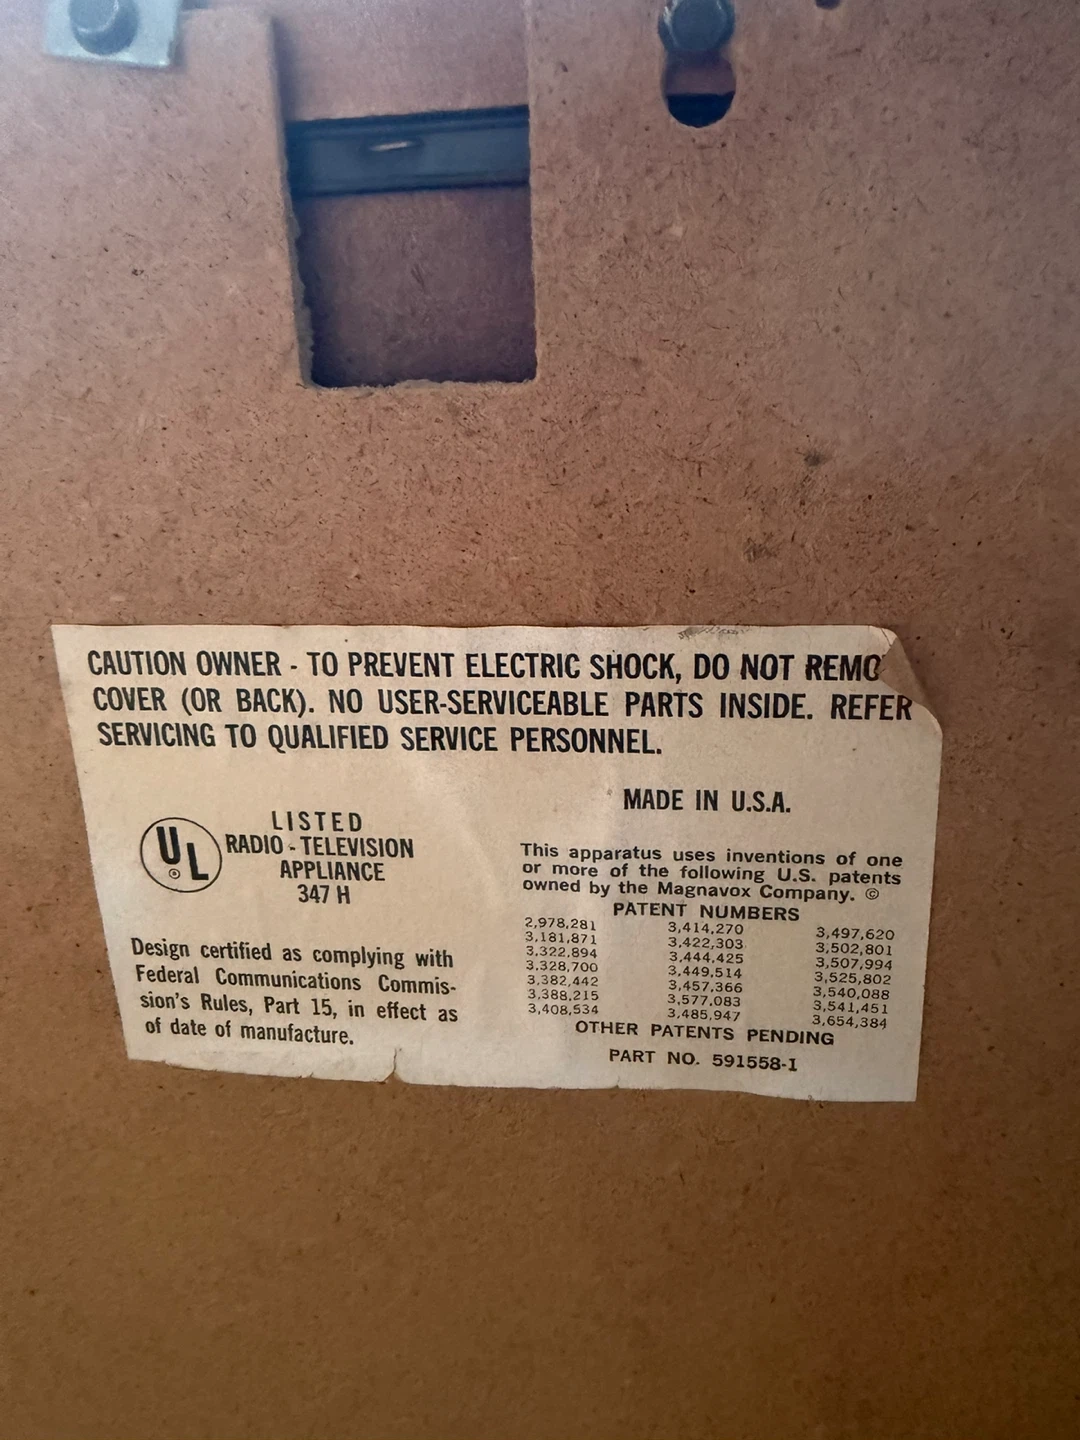 CAUTION OWNER - TO PREVENT ELECTRIC SHOCK, DO NOT REMO
COVER (OR BACK). NO USER-SERVICEABLE PARTS INSIDE. REFER
SERVICING TO QUALIFIED SERVICE PERSONNEL.
UL
®
LISTED
RADIO - TELEVISION
APPLIANCE
347 H
Design certified as complying with
Federal Communications Commis-
sion's Rules, Part 15, in effect as
of date of manufacture.
MADE IN U.S.A.
This apparatus uses inventions of one
or more of the following U.S. patents
owned by the Magnavox Company. ©
PATENT NUMBERS
2,978,281 3,414,270 3,497,620
3,181,871 3,422,303 3,502,801
3,322,894 3,444,425 3,507,994
3,328,700 3,449,514 3,525,802
3,382,442 3,457,366 3,540,088
3,388,215 3,577,083 3,541,451
3,408,534 3,485,947 3,654,384
OTHER PATENTS PENDING
PART NO. 591558-1